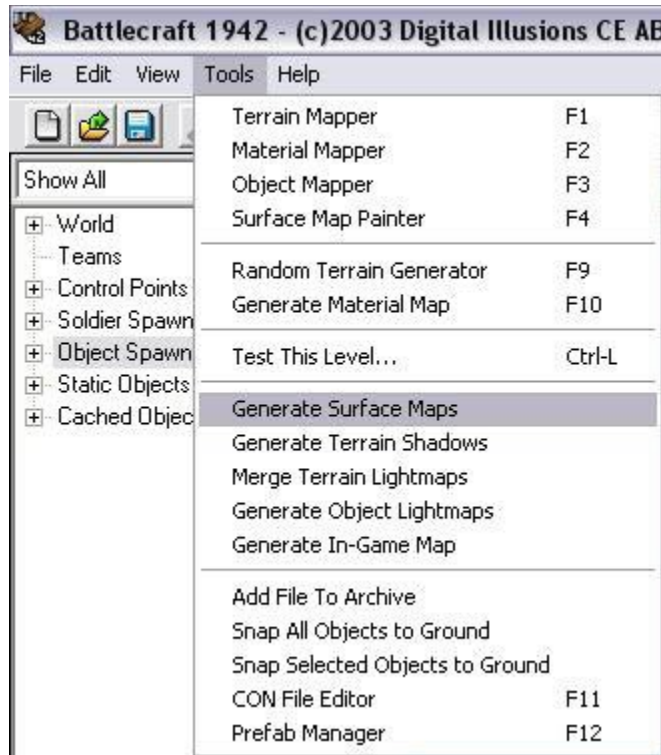 Battlecraft 1942 - (c)2003 Digital Illusions CE AB
File Edit View Tools Help
Show All
World
Teams
Control Points
Soldier Spawn
Object Spawn
Static Objects
Cached Objec
Terrain Mapper F1
Material Mapper F2
Object Mapper F3
Surface Map Painter F4
Random Terrain Generator F9
Generate Material Map F10
Test This Level... Ctrl-L
Generate Surface Maps
Generate Terrain Shadows
Merge Terrain Lightmaps
Generate Object Lightmaps
Generate In-Game Map
Add File To Archive
Snap All Objects to Ground
Snap Selected Objects to Ground
CON File Editor F11
Prefab Manager F12